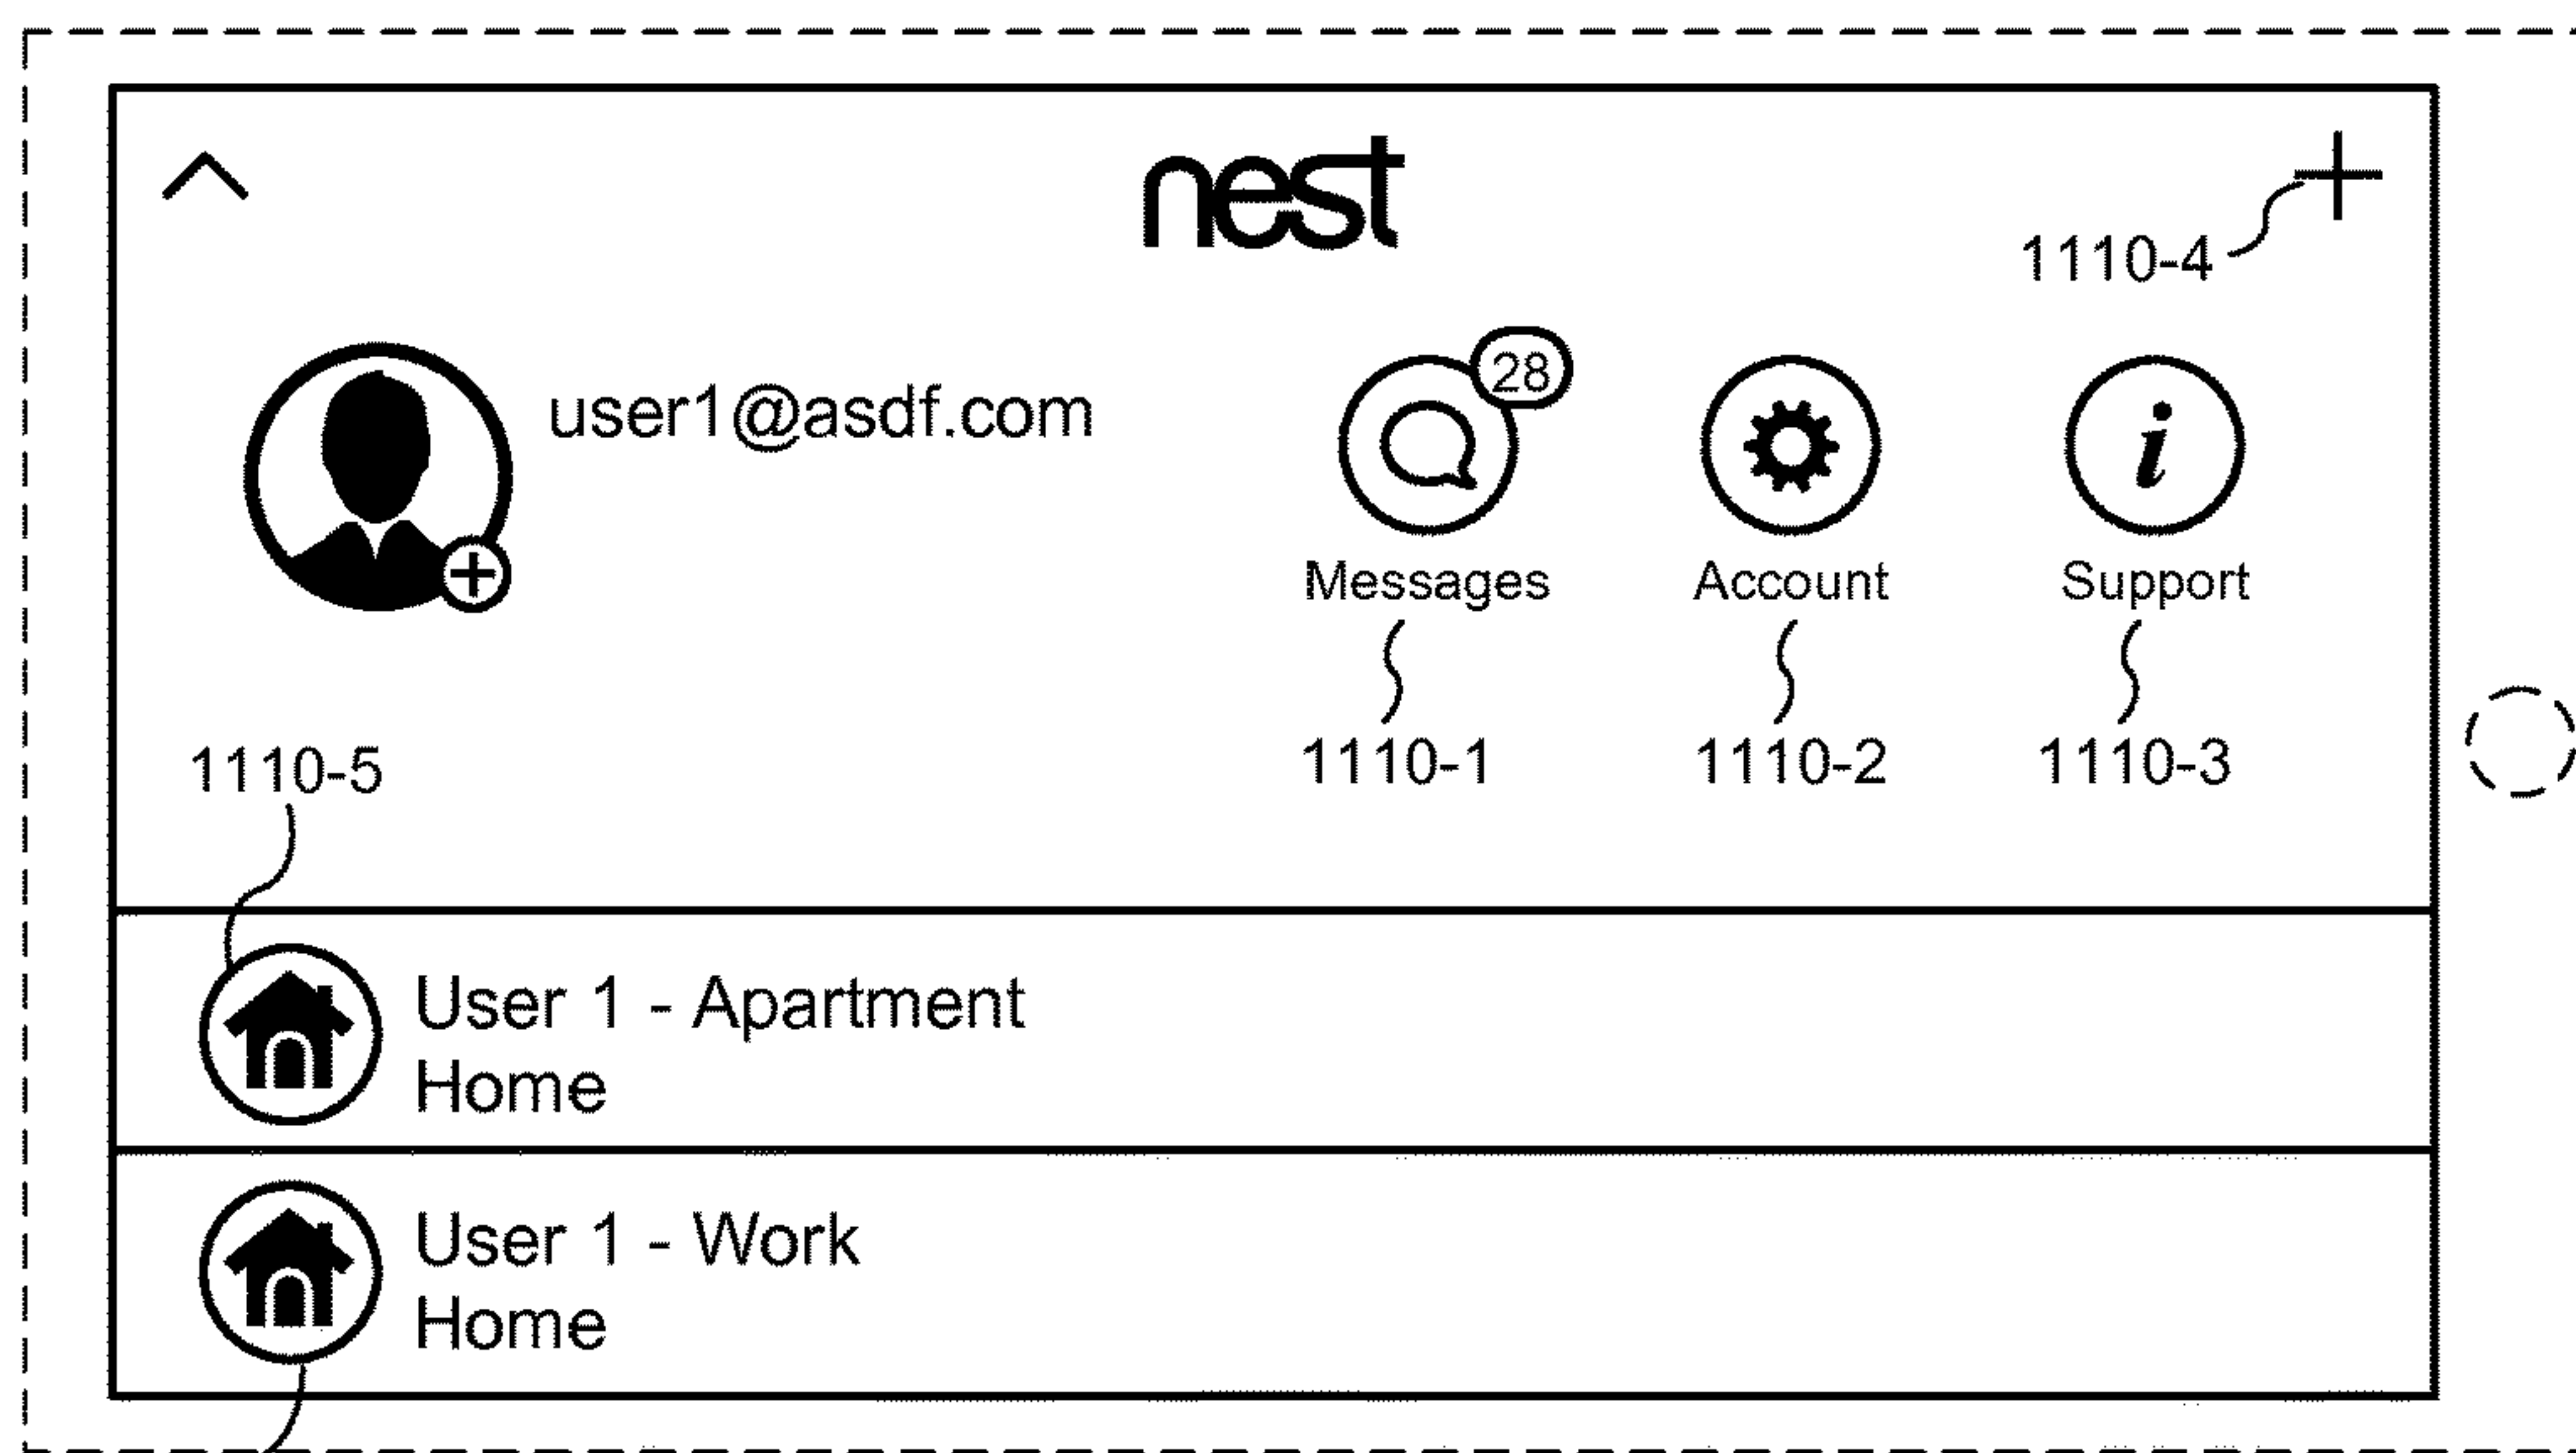 nest
1110-4
28
user1@asdf.com
i
Messages
Account
Support
1110-5
1110-1
1110-2
1110-3
User 1 - Apartment
Home
User 1 - Work
Home